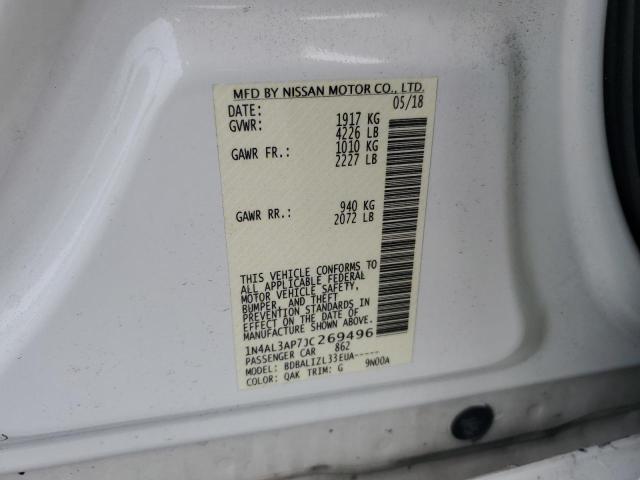 MFD BY NISSAN MOTOR CO., LTD.
DATE: 05/18
GVWR: 1917 KG
4226 LB
GAWR FR.: 1010 KG
2227 LB
GAWR RR.: 940 KG
2072 LB
THIS VEHICLE CONFORMS TO
ALL APPLICABLE FEDERAL
MOTOR VEHICLE SAFETY,
BUMPER, AND THEFT
PREVENTION STANDARDS IN
EFFECT ON THE DATE OF
MANUFACTURE SHOWN ABOVE.
1N4AL3AP7JC269496
PASSENGER CAR 862
MODEL: BDBALIZL33EUA-----
COLOR: QAK TRIM: G 9N00A